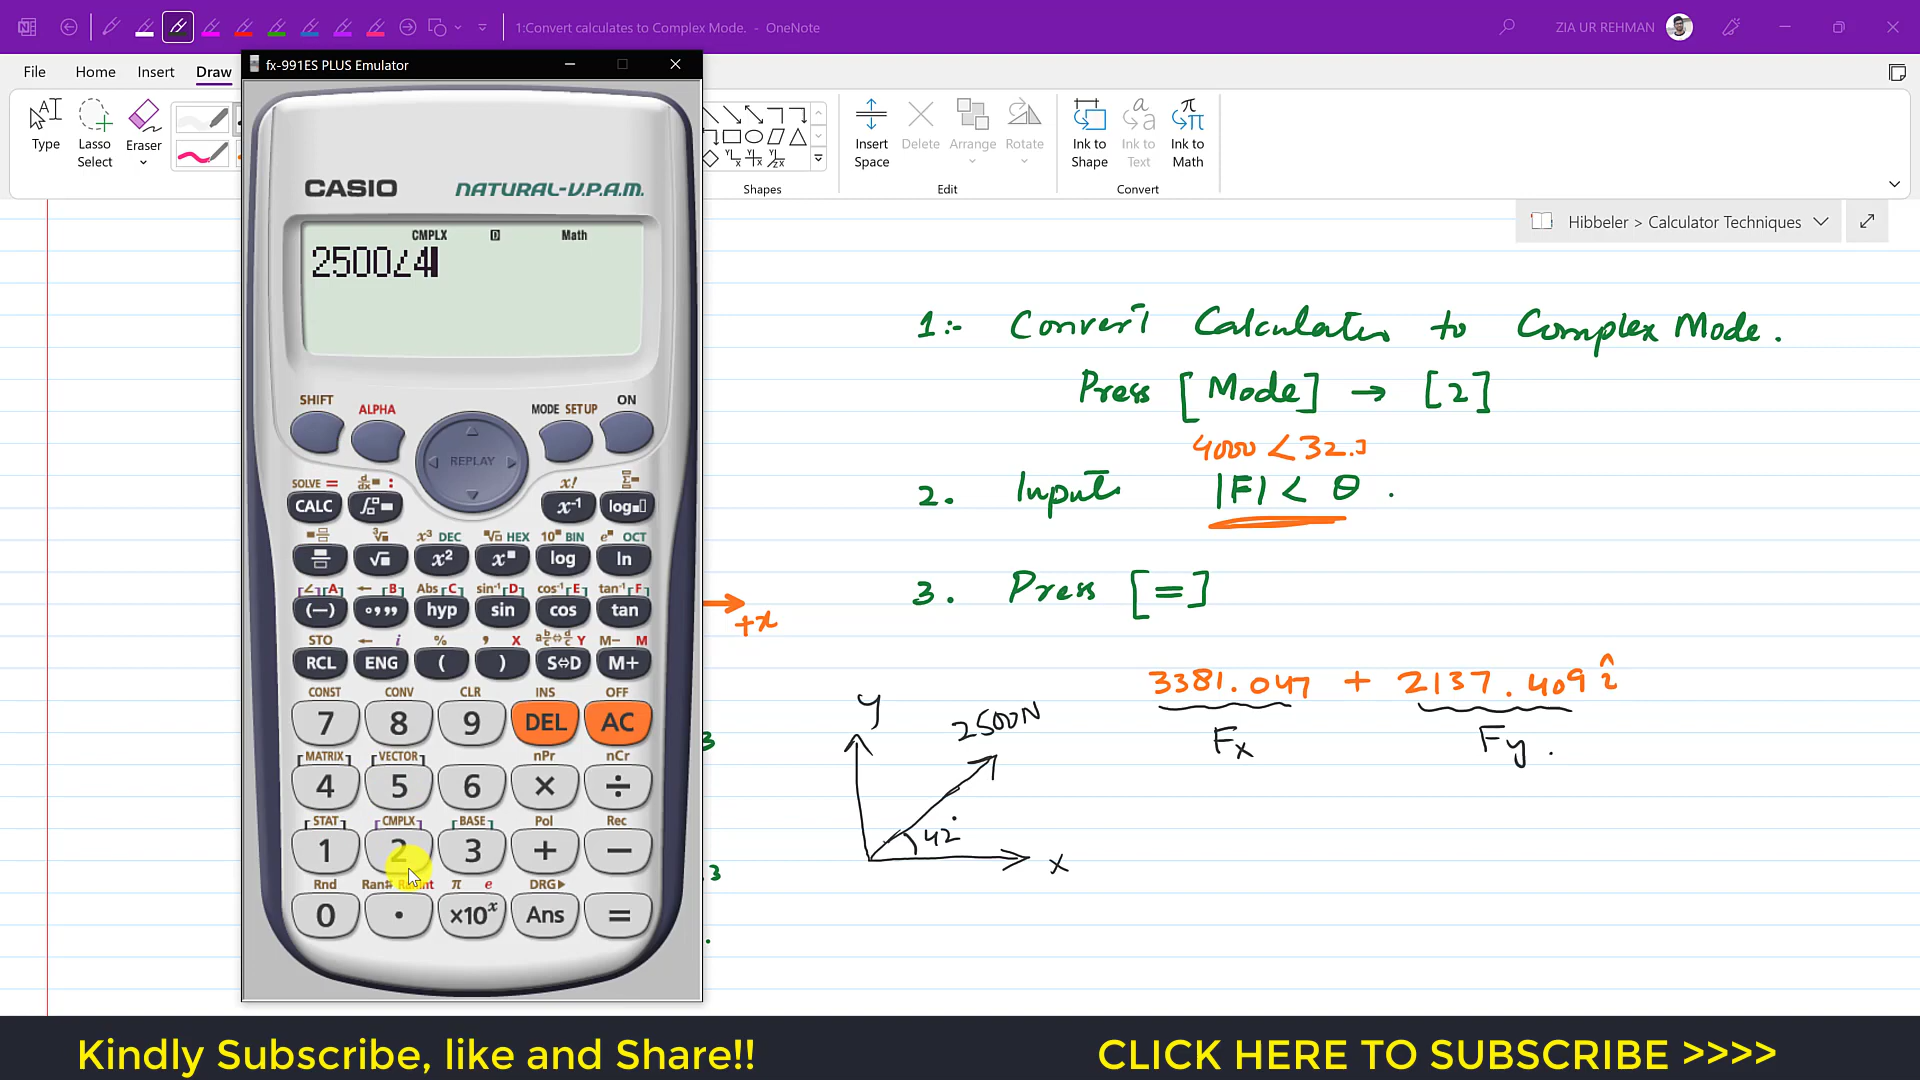 1:Convert calculates to Complex Mode. - OneNote
ZIA UR REHMAN
fx-991ES PLUS Emulator
File Home Insert Draw
Type
Lasso Select
Eraser
Shapes
Insert Space
Delete
Arrange
Rotate
Edit
Ink to Shape
Ink to Text
Ink to Math
Convert
Hibbeler > Calculator Techniques
CASIO NATURAL-V.P.A.M.
CMPLX D Math
2500∠4
SHIFT ALPHA MODE SETUP ON
REPLAY
SOLVE = d/dx : x! Σ
CALC ∫ x⁻¹ log
∛ x³ DEC ˣ√ HEX 10ˣ BIN eˣ OCT
√ x² xˣ log ln
∠ A ← B Abs C sin⁻¹ D cos⁻¹ E tan⁻¹ F
(−) °,,, hyp sin cos tan
STO ← i % , X a b/c ⇔ d/c Y M− M
RCL ENG ( ) S⇔D M+
CONST CONV CLR INS OFF
7 8 9 DEL AC
MATRIX VECTOR nPr nCr
4 5 6 × ÷
STAT CMPLX BASE Pol Rec
1 2 3 + −
Rnd Ran# π e DRG▶
0 . ×10ˣ Ans =
1:- Convert Calculates to Complex Mode.
Press [Mode] → [2]
4000 <32.
2. Inputs |F| < θ .
3. Press [=]
+x
3381.047 + 2137.409 î
Fx Fy .
y
2500N
42°
x
3
.3
.
Kindly Subscribe, like and Share!!
CLICK HERE TO SUBSCRIBE >>>>